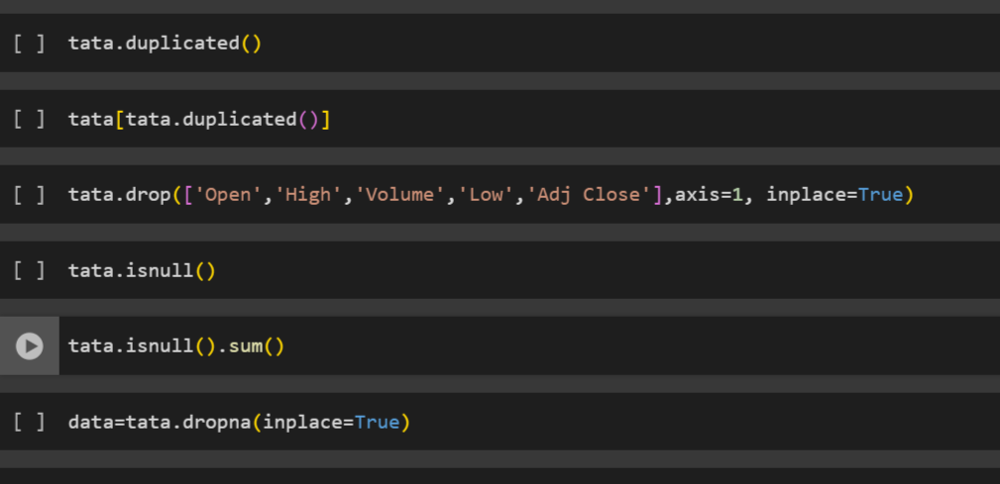 [ ] tata.duplicated()
[ ] tata[tata.duplicated()]
[ ] tata.drop(['Open','High','Volume','Low','Adj Close'],axis=1, inplace=True)
[ ] tata.isnull()
tata.isnull().sum()
[ ] data=tata.dropna(inplace=True)